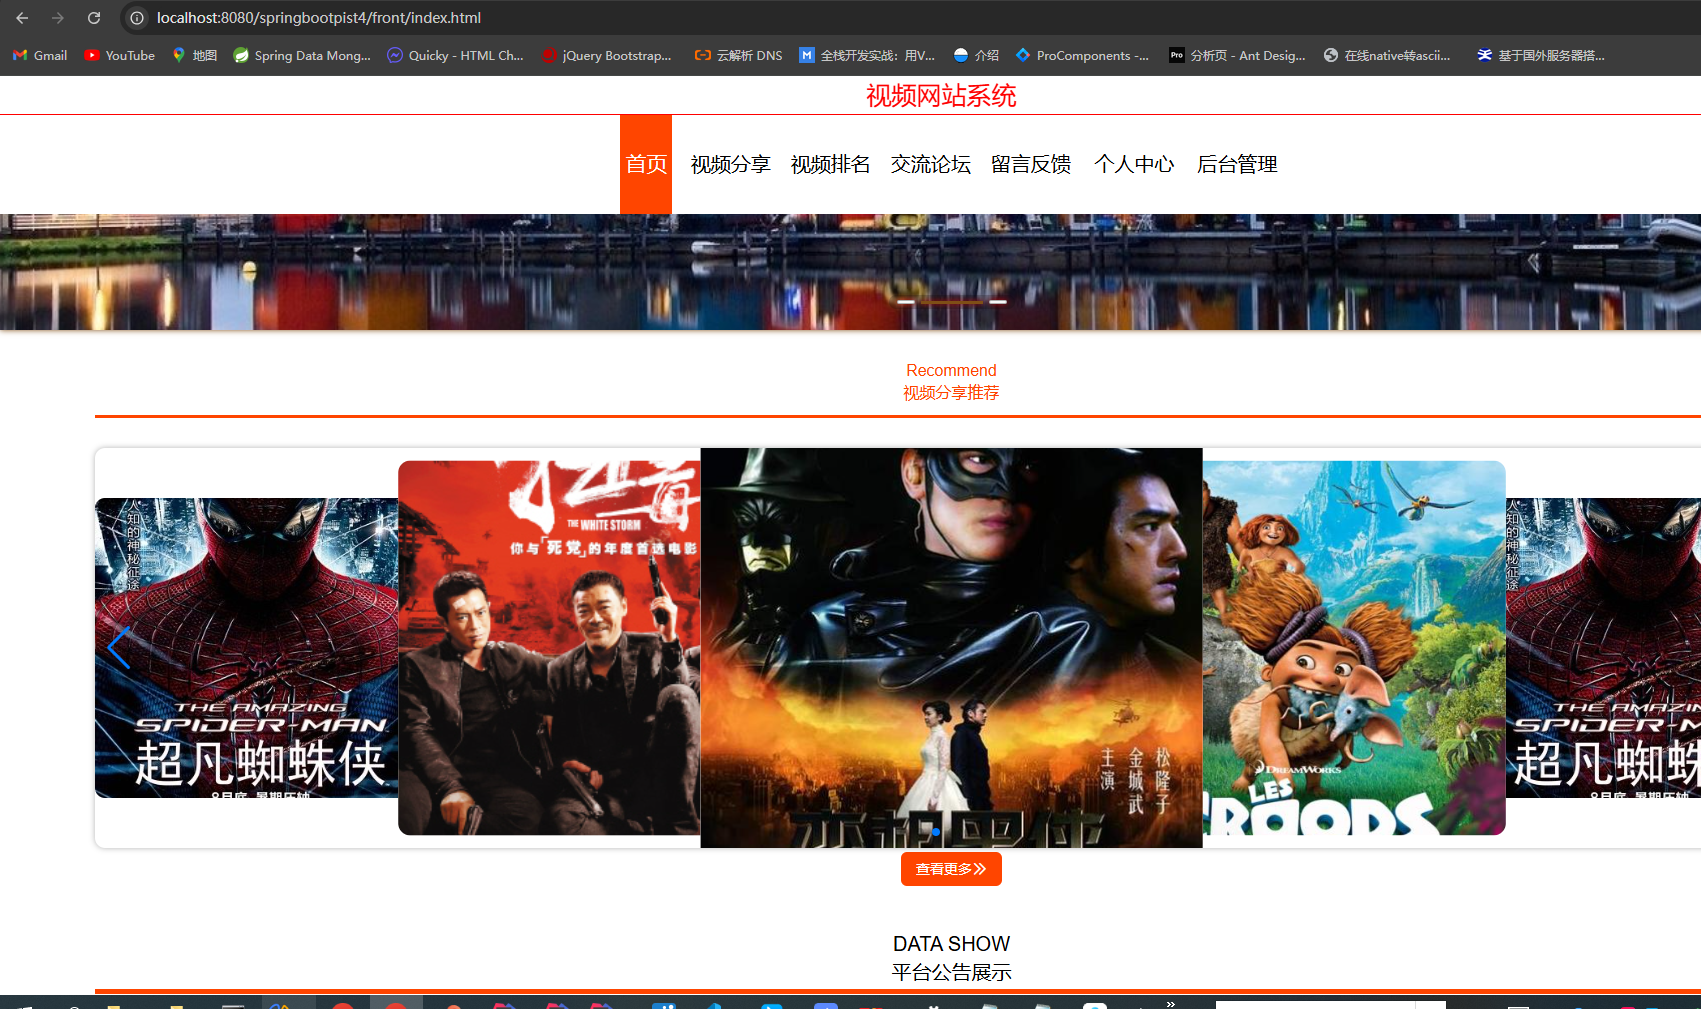 localhost:8080/springbootpist4/front/index.html
Gmail YouTube 地图 Spring Data Mong... Quicky - HTML Ch... jQuery Bootstrap... 云解析 DNS M 全栈开发实战：用V... 介绍 ProComponents -... Pro 分析页 - Ant Desig... 在线native转ascii... 基于国外服务器搭...
视频网站系统
首页 视频分享 视频排名 交流论坛 留言反馈 个人中心 后台管理
Recommend
视频分享推荐
人知的神秘征途
THE AMAZING
SPIDER-MAN
超凡蜘蛛侠
THE WHITE STORM
你与「死党」的年度首选电影
主演
金城武
松隆子
DREAMWORKS
LES
CROODS
人知的神秘征途
THE AMAZIN
SPIDER-M
超凡蜘蛛
查看更多
DATA SHOW
平台公告展示